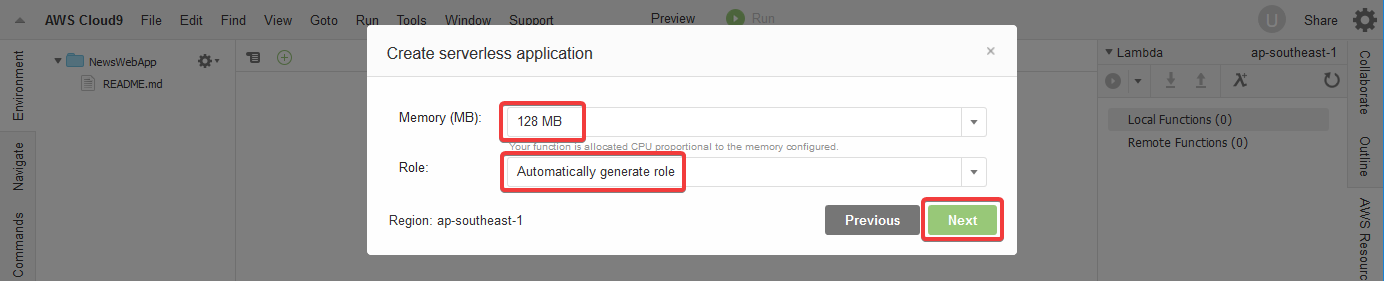 AWS Cloud9 File Edit Find View Goto Run Tools Window Support Preview Run U Share
Environment
Navigate
Commands
NewsWebApp
README.md
Create serverless application ×
Memory (MB): 128 MB
Your function is allocated CPU proportional to the memory configured.
Role: Automatically generate role
Region: ap-southeast-1 Previous Next
Lambda ap-southeast-1
λ+
Local Functions (0)
Remote Functions (0)
Collaborate
Outline
AWS Resourc